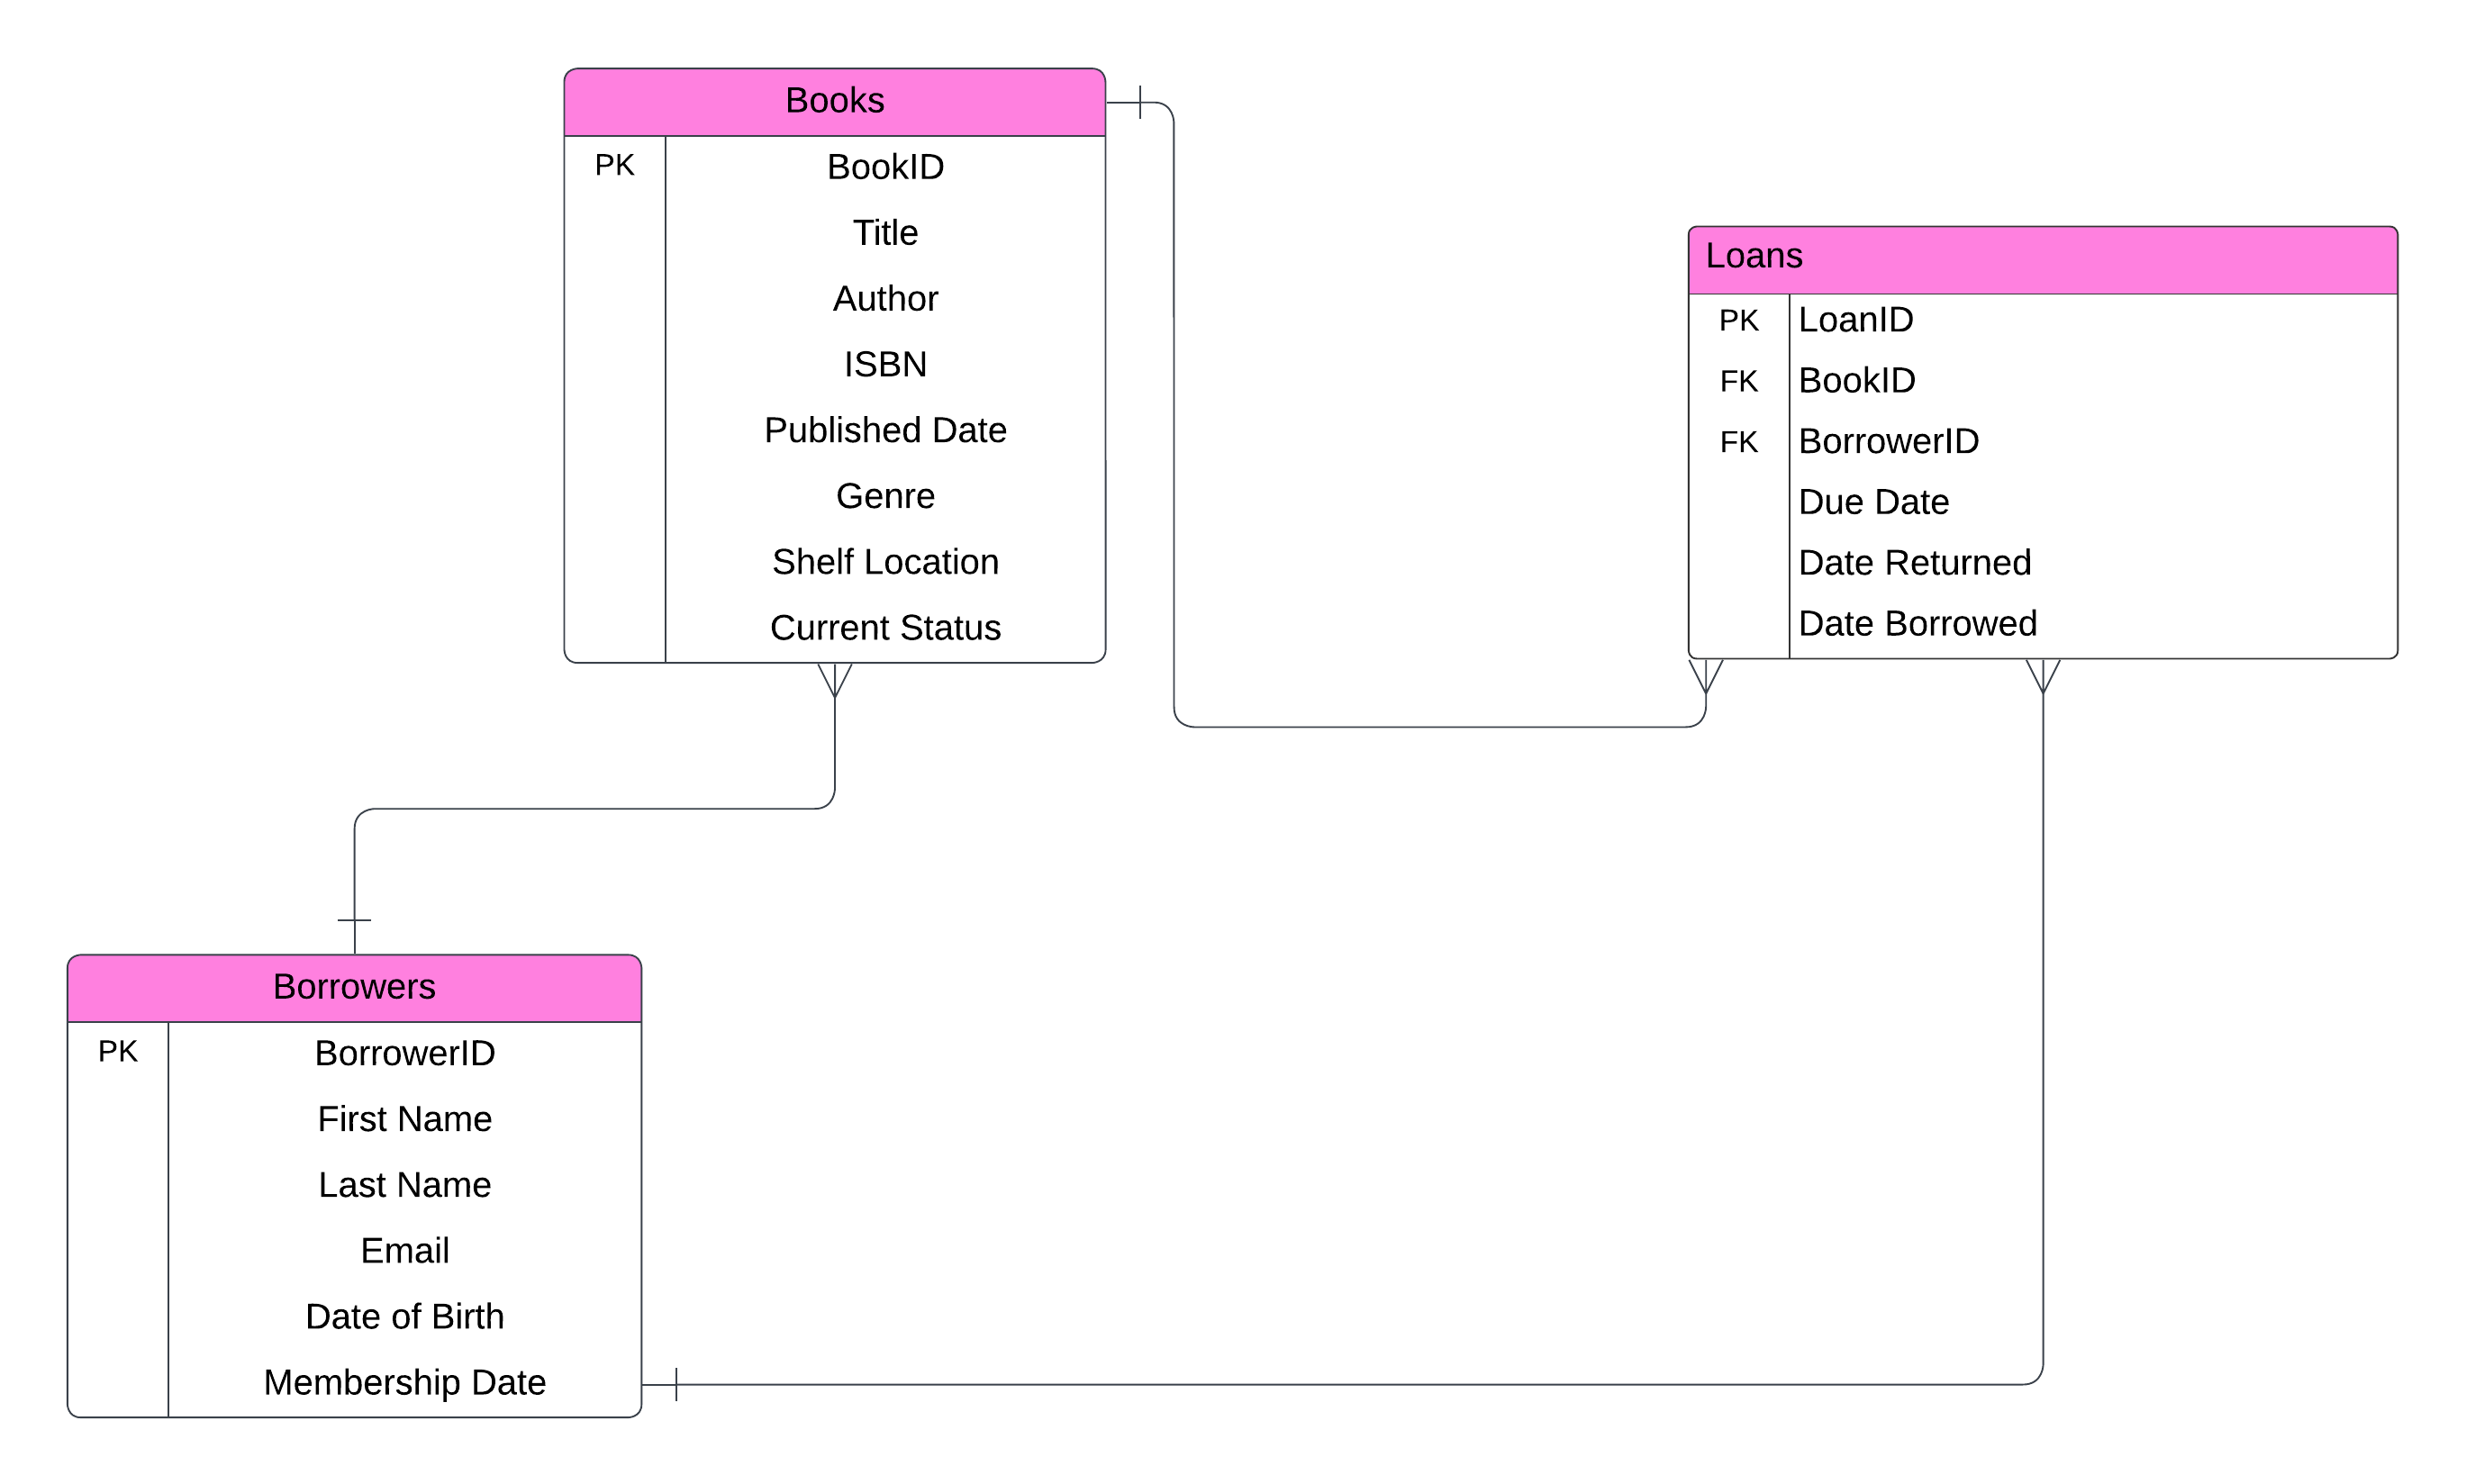 Books
PK BookID
Title
Author
ISBN
Published Date
Genre
Shelf Location
Current Status
Loans
PK LoanID
FK BookID
FK BorrowerID
Due Date
Date Returned
Date Borrowed
Borrowers
PK BorrowerID
First Name
Last Name
Email
Date of Birth
Membership Date